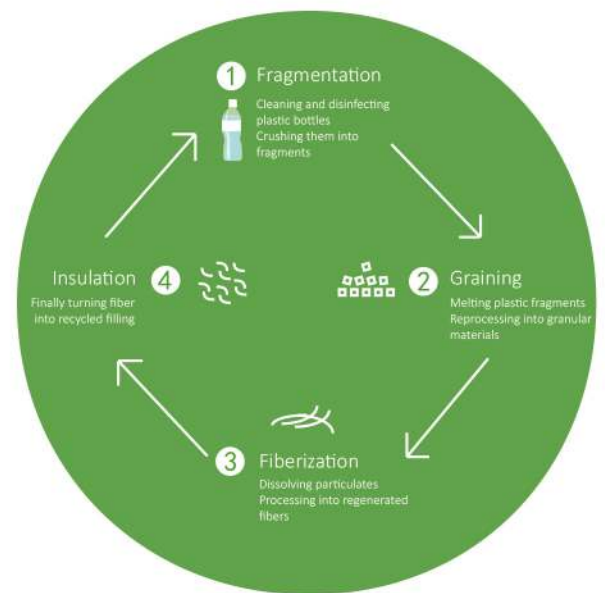 1 Fragmentation
Cleaning and disinfecting
plastic bottles
Crushing them into
fragments
2 Graining
Melting plastic fragments
Reprocessing into granular
materials
3 Fiberization
Dissolving particulates
Processing into regenerated
fibers
Insulation 4
Finally turning fiber
into recycled filling